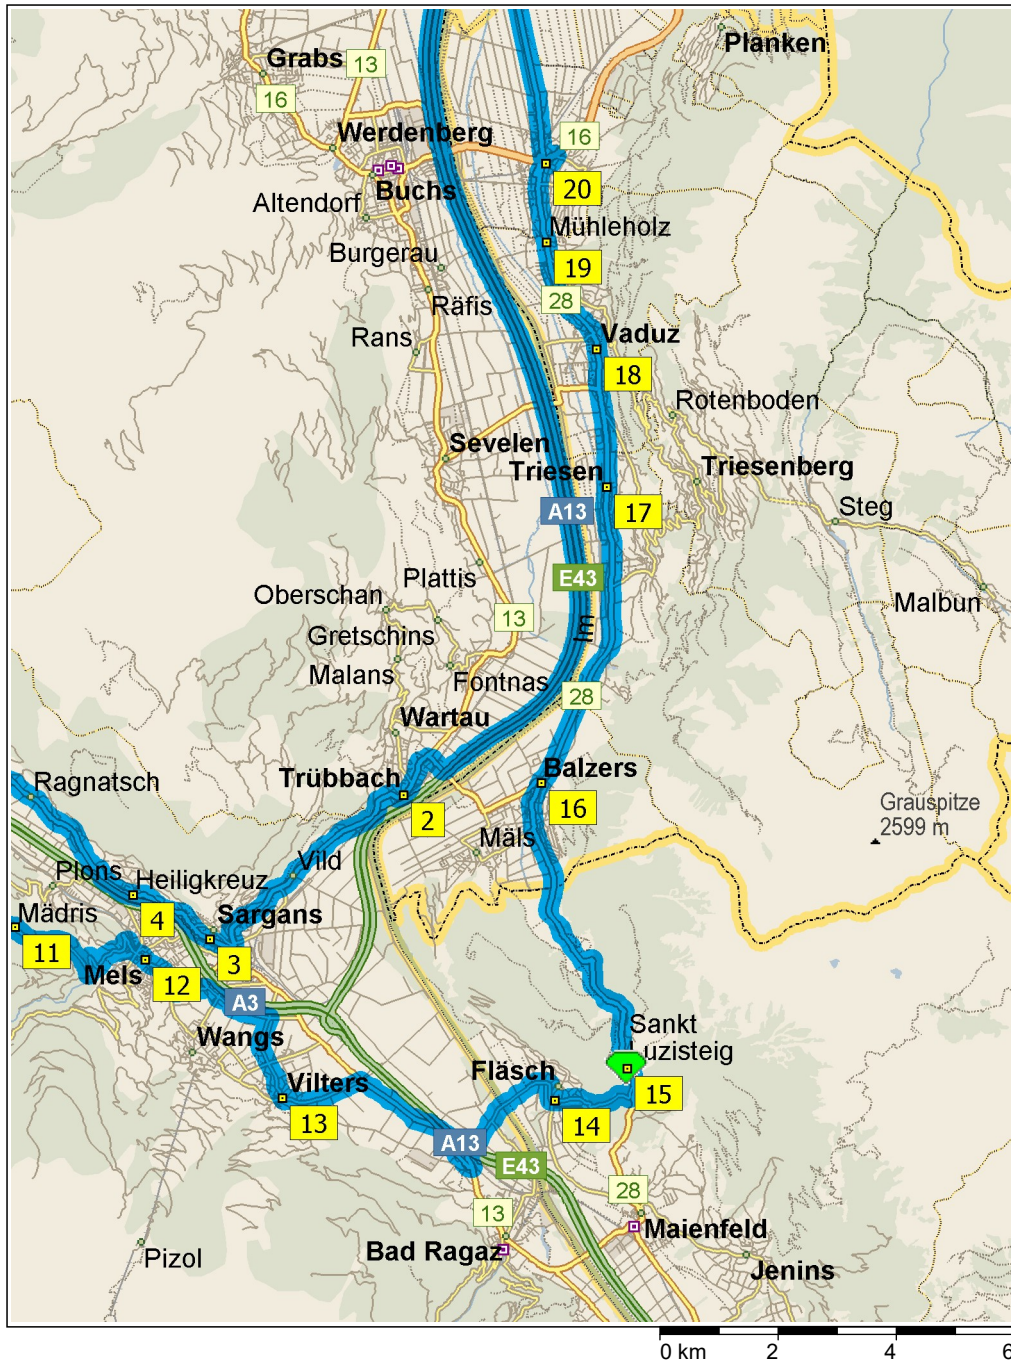 Planken
Grabs 13
16
Werdenberg
16
Buchs
20
Altendorf
Mühleholz
Burgerau
19
28
Räfis
Rans
Vaduz
18
Rotenboden
Sevelen
Triesen
Triesenberg
A13
17
Steg
Plattis
E43
Oberschan
Malbun
13
Gretschins
lm
Malans
Fontnas
28
Wartau
Trübbach
Balzers
Ragnatsch
Grauspitze
2599 m
2
16
Mäls
Plons
Vild
Heiligkreuz
Mädris
4
Sargans
11
3
Mels
12
A3
Wangs
Sankt
Luzisteig
Fläsch
Vilters
15
13
14
A13
E43
28
13
Maienfeld
Bad Ragaz
Pizol
Jenins
0 km 2 4 6